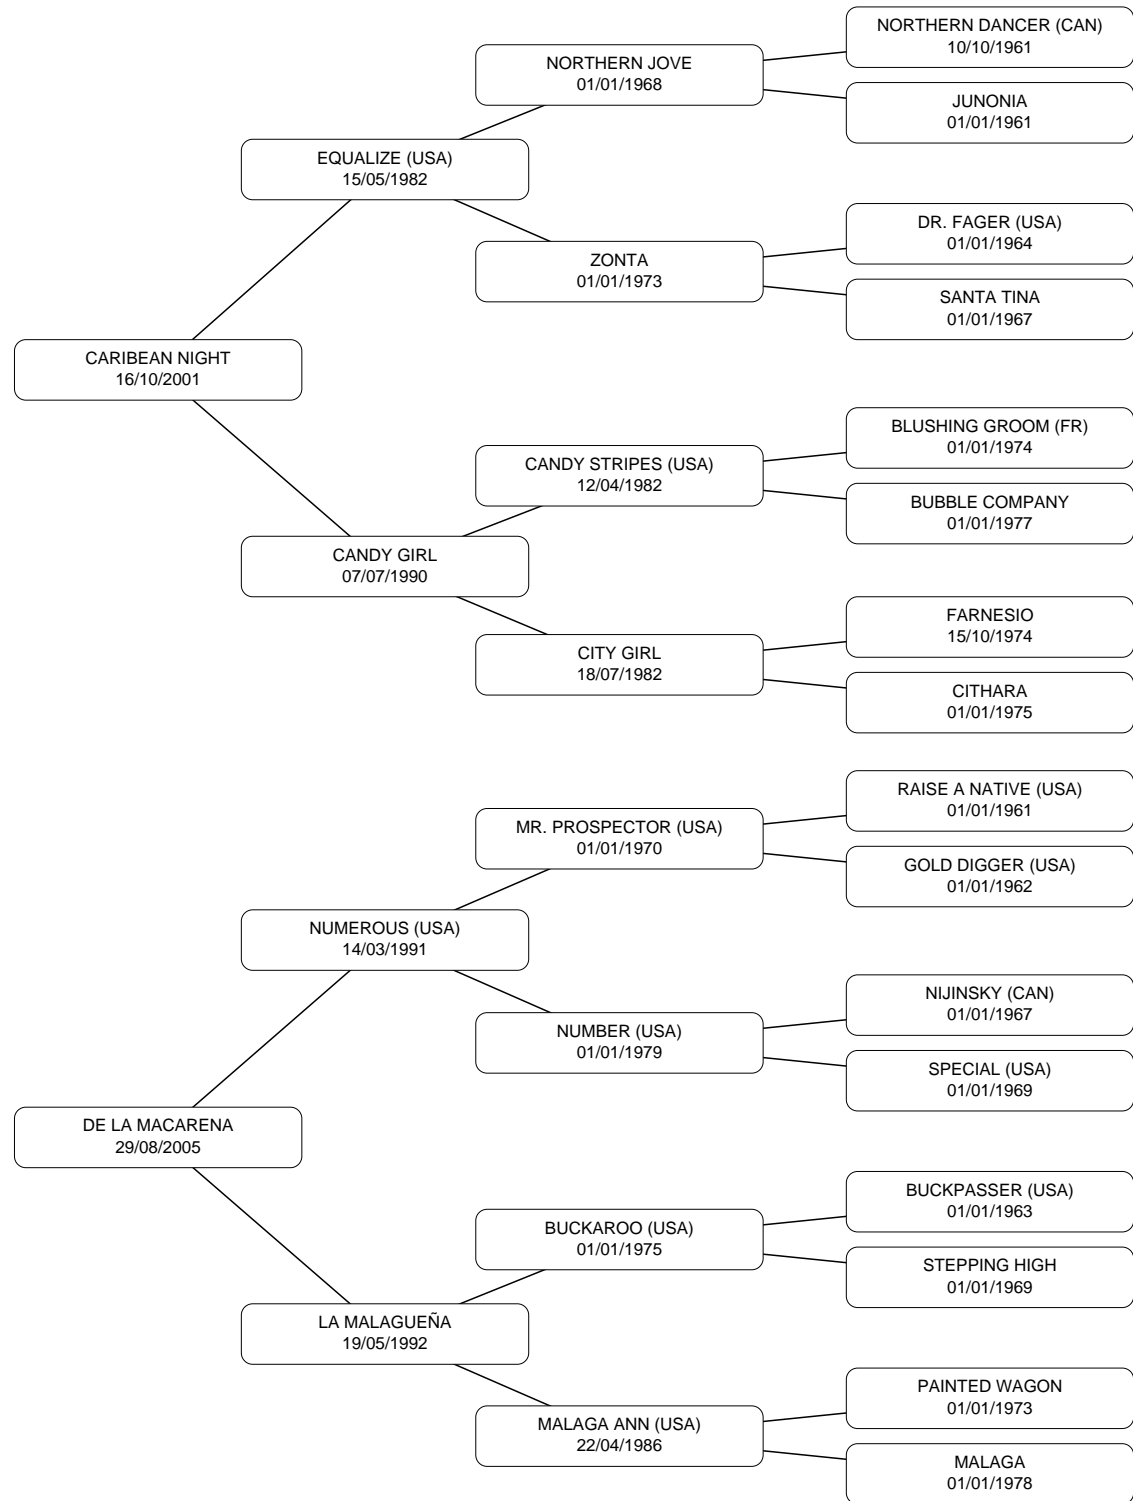 NORTHERN DANCER (CAN)
10/10/1961
NORTHERN JOVE
01/01/1968
JUNONIA
01/01/1961
EQUALIZE (USA)
15/05/1982
DR. FAGER (USA)
01/01/1964
ZONTA
01/01/1973
SANTA TINA
01/01/1967
CARIBEAN NIGHT
16/10/2001
BLUSHING GROOM (FR)
01/01/1974
CANDY STRIPES (USA)
12/04/1982
BUBBLE COMPANY
01/01/1977
CANDY GIRL
07/07/1990
FARNESIO
15/10/1974
CITY GIRL
18/07/1982
CITHARA
01/01/1975
RAISE A NATIVE (USA)
01/01/1961
MR. PROSPECTOR (USA)
01/01/1970
GOLD DIGGER (USA)
01/01/1962
NUMEROUS (USA)
14/03/1991
NIJINSKY (CAN)
01/01/1967
NUMBER (USA)
01/01/1979
SPECIAL (USA)
01/01/1969
DE LA MACARENA
29/08/2005
BUCKPASSER (USA)
01/01/1963
BUCKAROO (USA)
01/01/1975
STEPPING HIGH
01/01/1969
LA MALAGUEÑA
19/05/1992
PAINTED WAGON
01/01/1973
MALAGA ANN (USA)
22/04/1986
MALAGA
01/01/1978